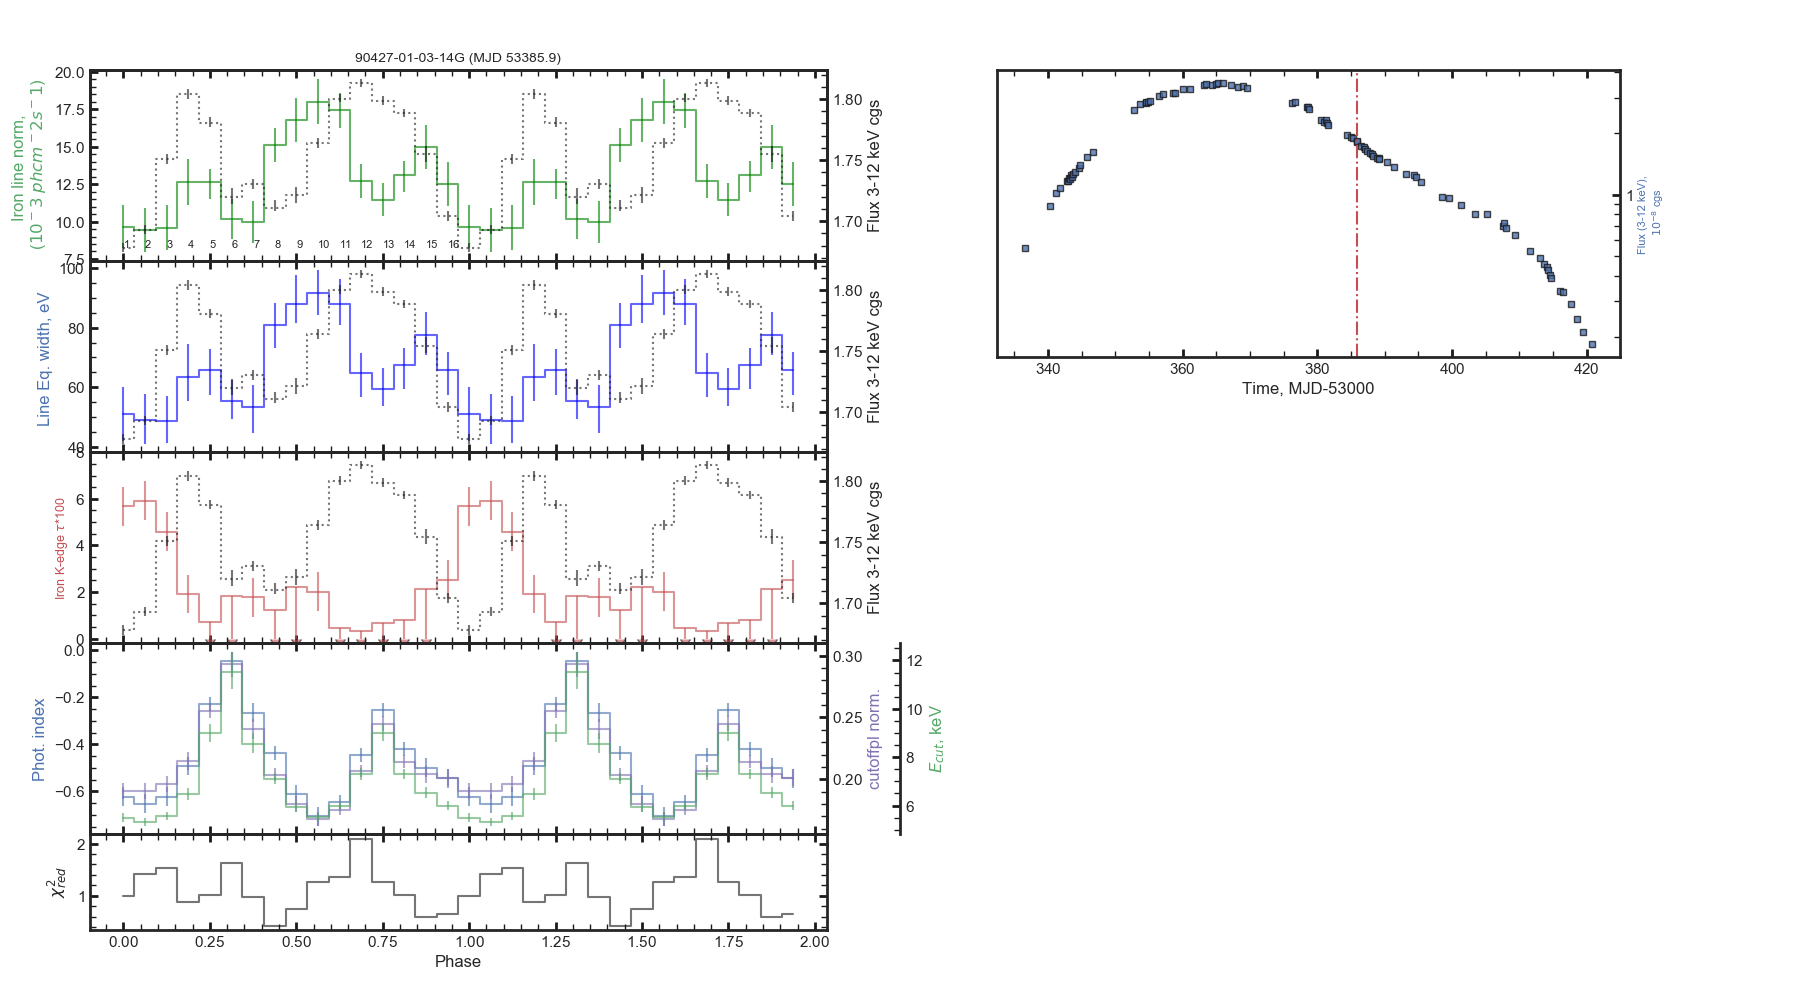 90427-01-03-14G (MJD 53385.9)
Iron line norm,
(10^-3 phcm^-2s^-1)
20.0
17.5
15.0
12.5
10.0
7.5
1 2 3 4 5 6 7 8 9 10 11 12 13 14 15 16
1.80
1.75
1.70
Flux 3-12 keV cgs
Line Eq. width, eV
100
80
60
40
1.80
1.75
1.70
Flux 3-12 keV cgs
Iron K-edge τ*100
8
6
4
2
0
1.80
1.75
1.70
Flux 3-12 keV cgs
Phot. index
0.0
−0.2
−0.4
−0.6
0.30
0.25
0.20
cutoffpl norm.
12
10
8
6
E_cut, keV
χ²_red
2
1
0.00 0.25 0.50 0.75 1.00 1.25 1.50 1.75 2.00
Phase
1
Flux (3-12 keV),
10⁻⁸ cgs
340 360 380 400 420
Time, MJD-53000